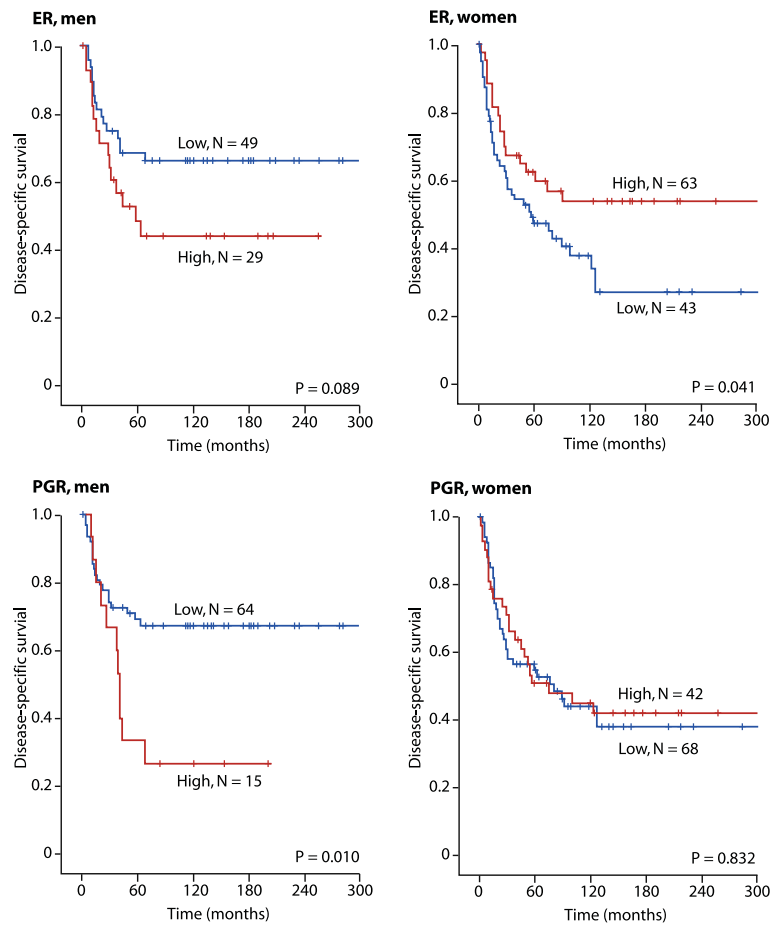 ER, men
Disease-specific survial
1.0
0.8
0.6
0.4
0.2
0
Low, N = 49
High, N = 29
P = 0.089
0 60 120 180 240 300
Time (months)
ER, women
Disease-specific survial
1.0
0.8
0.6
0.4
0.2
0
High, N = 63
Low, N = 43
P = 0.041
0 60 120 180 240 300
Time (months)
PGR, men
Disease-specific survial
1.0
0.8
0.6
0.4
0.2
0
Low, N = 64
High, N = 15
P = 0.010
0 60 120 180 240 300
Time (months)
PGR, women
Disease-specific survial
1.0
0.8
0.6
0.4
0.2
0
High, N = 42
Low, N = 68
P = 0.832
0 60 120 180 240 300
Time (months)